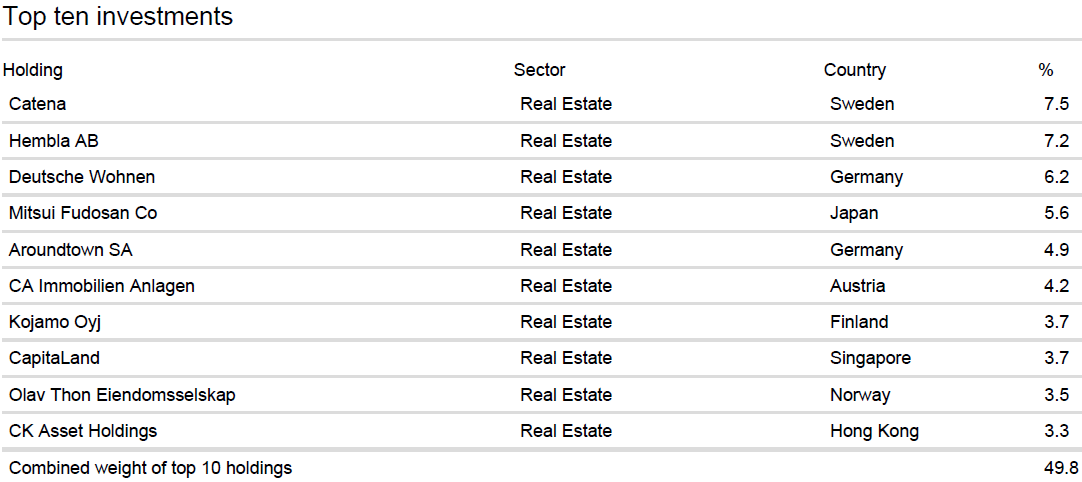 Top ten investments
Holding Sector Country %
Catena Real Estate Sweden 7.5
Hembla AB Real Estate Sweden 7.2
Deutsche Wohnen Real Estate Germany 6.2
Mitsui Fudosan Co Real Estate Japan 5.6
Aroundtown SA Real Estate Germany 4.9
CA Immobilien Anlagen Real Estate Austria 4.2
Kojamo Oyj Real Estate Finland 3.7
CapitaLand Real Estate Singapore 3.7
Olav Thon Eiendomsselskap Real Estate Norway 3.5
CK Asset Holdings Real Estate Hong Kong 3.3
Combined weight of top 10 holdings 49.8